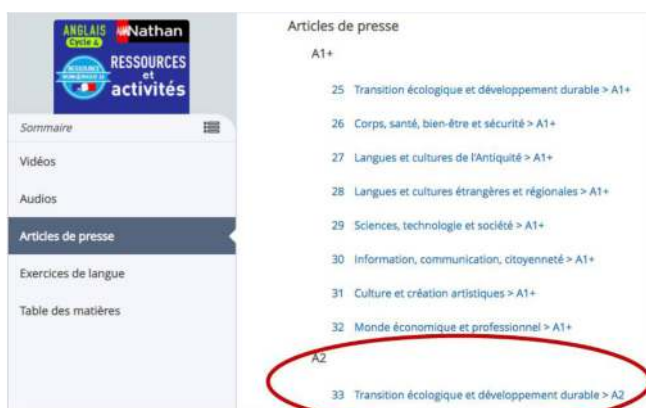 ANGLAIS
Cycle 4
Nathan
RESSOURCES
et
activités
Sommaire
Vidéos
Audios
Articles de presse
Exercices de langue
Table des matières
Articles de presse
A1+
25 Transition écologique et développement durable > A1+
26 Corps, santé, bien-être et sécurité > A1+
27 Langues et cultures de l'Antiquité > A1+
28 Langues et cultures étrangères et régionales > A1+
29 Sciences, technologie et société > A1+
30 Information, communication, citoyenneté > A1+
31 Culture et création artistiques > A1+
32 Monde économique et professionnel > A1+
A2
33 Transition écologique et développement durable > A2